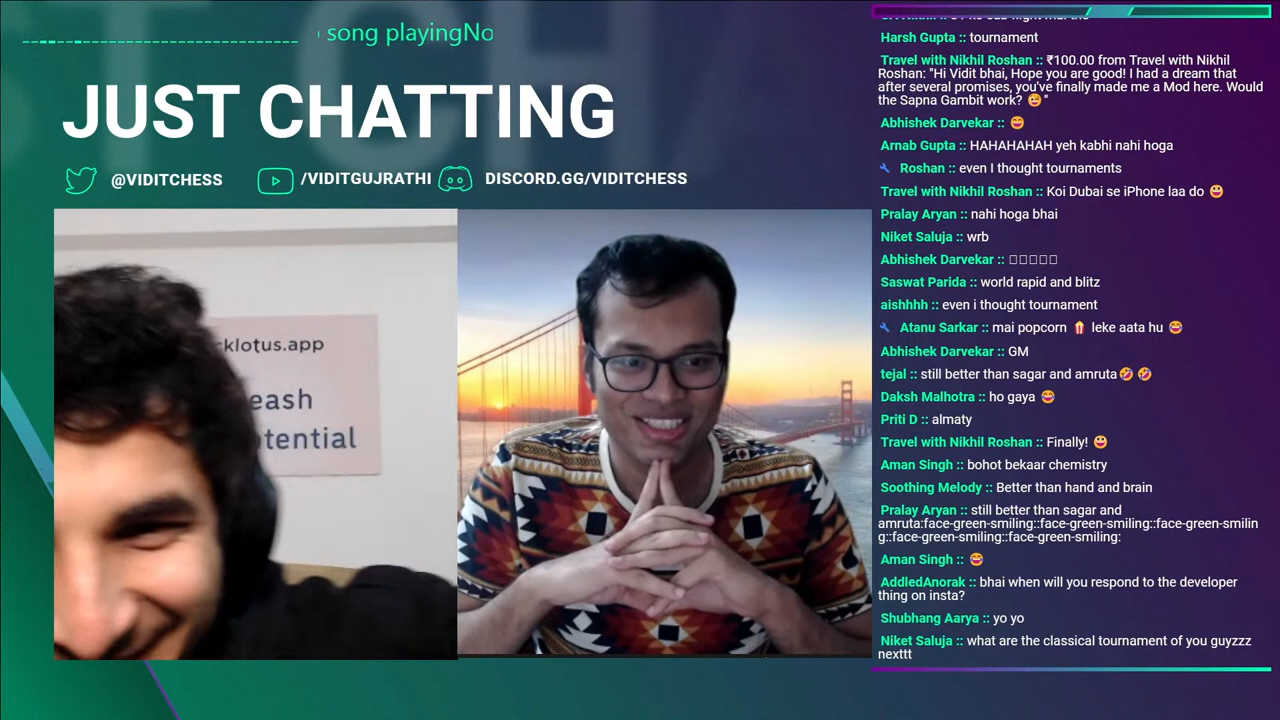 song playingNo
JUST CHATTING
@VIDITCHESS
/VIDITGUJRATHI
DISCORD.GG/VIDITCHESS
cklotus.app
eash
otential
Harsh Gupta :: tournament
Travel with Nikhil Roshan :: ₹100.00 from Travel with Nikhil
Roshan: "Hi Vidit bhai, Hope you are good! I had a dream that
after several promises, you've finally made me a Mod here. Would
the Sapna Gambit work? 😅"
Abhishek Darvekar :: 😄
Arnab Gupta :: HAHAHAHAH yeh kabhi nahi hoga
Roshan :: even I thought tournaments
Travel with Nikhil Roshan :: Koi Dubai se iPhone laa do 😀
Pralay Aryan :: nahi hoga bhai
Niket Saluja :: wrb
Abhishek Darvekar :: □□□□□
Saswat Parida :: world rapid and blitz
aishhhh :: even i thought tournament
Atanu Sarkar :: mai popcorn 🍿 leke aata hu 😂
Abhishek Darvekar :: GM
tejal :: still better than sagar and amruta🤣 🤣
Daksh Malhotra :: ho gaya 😂
Priti D :: almaty
Travel with Nikhil Roshan :: Finally! 😀
Aman Singh :: bohot bekaar chemistry
Soothing Melody :: Better than hand and brain
Pralay Aryan :: still better than sagar and
amruta:face-green-smiling::face-green-smiling::face-green-smilin
g::face-green-smiling::face-green-smiling:
Aman Singh :: 😂
AddledAnorak :: bhai when will you respond to the developer
thing on insta?
Shubhang Aarya :: yo yo
Niket Saluja :: what are the classical tournament of you guyzzz
nexttt